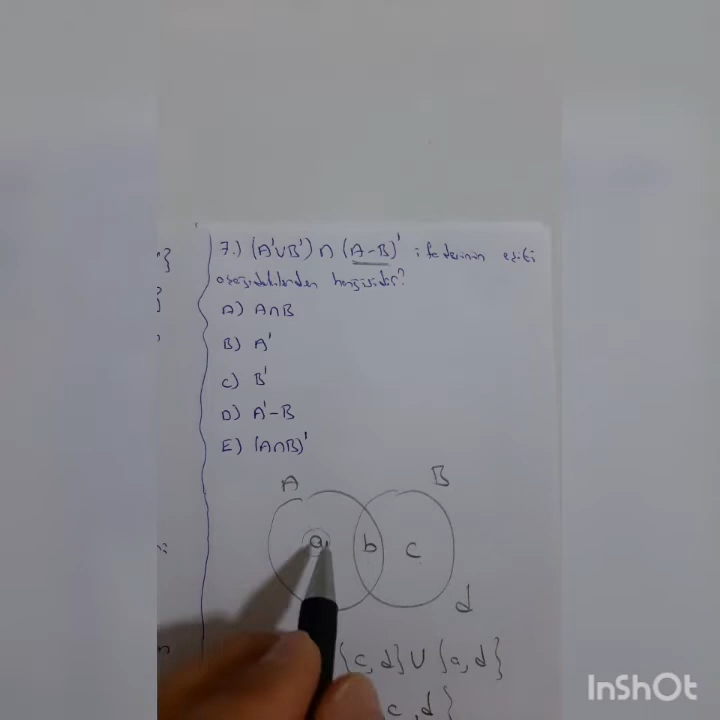 7.) (A'∪B') ∩ (A-B)' ifadesinin eşiti
aşağıdakilerden hangisidir?
A) A∩B
B) A'
C) B'
D) A'-B
E) (A∩B)'
A B
a b c
d
{c,d} ∪ {a,d}
c,d}
InShOt